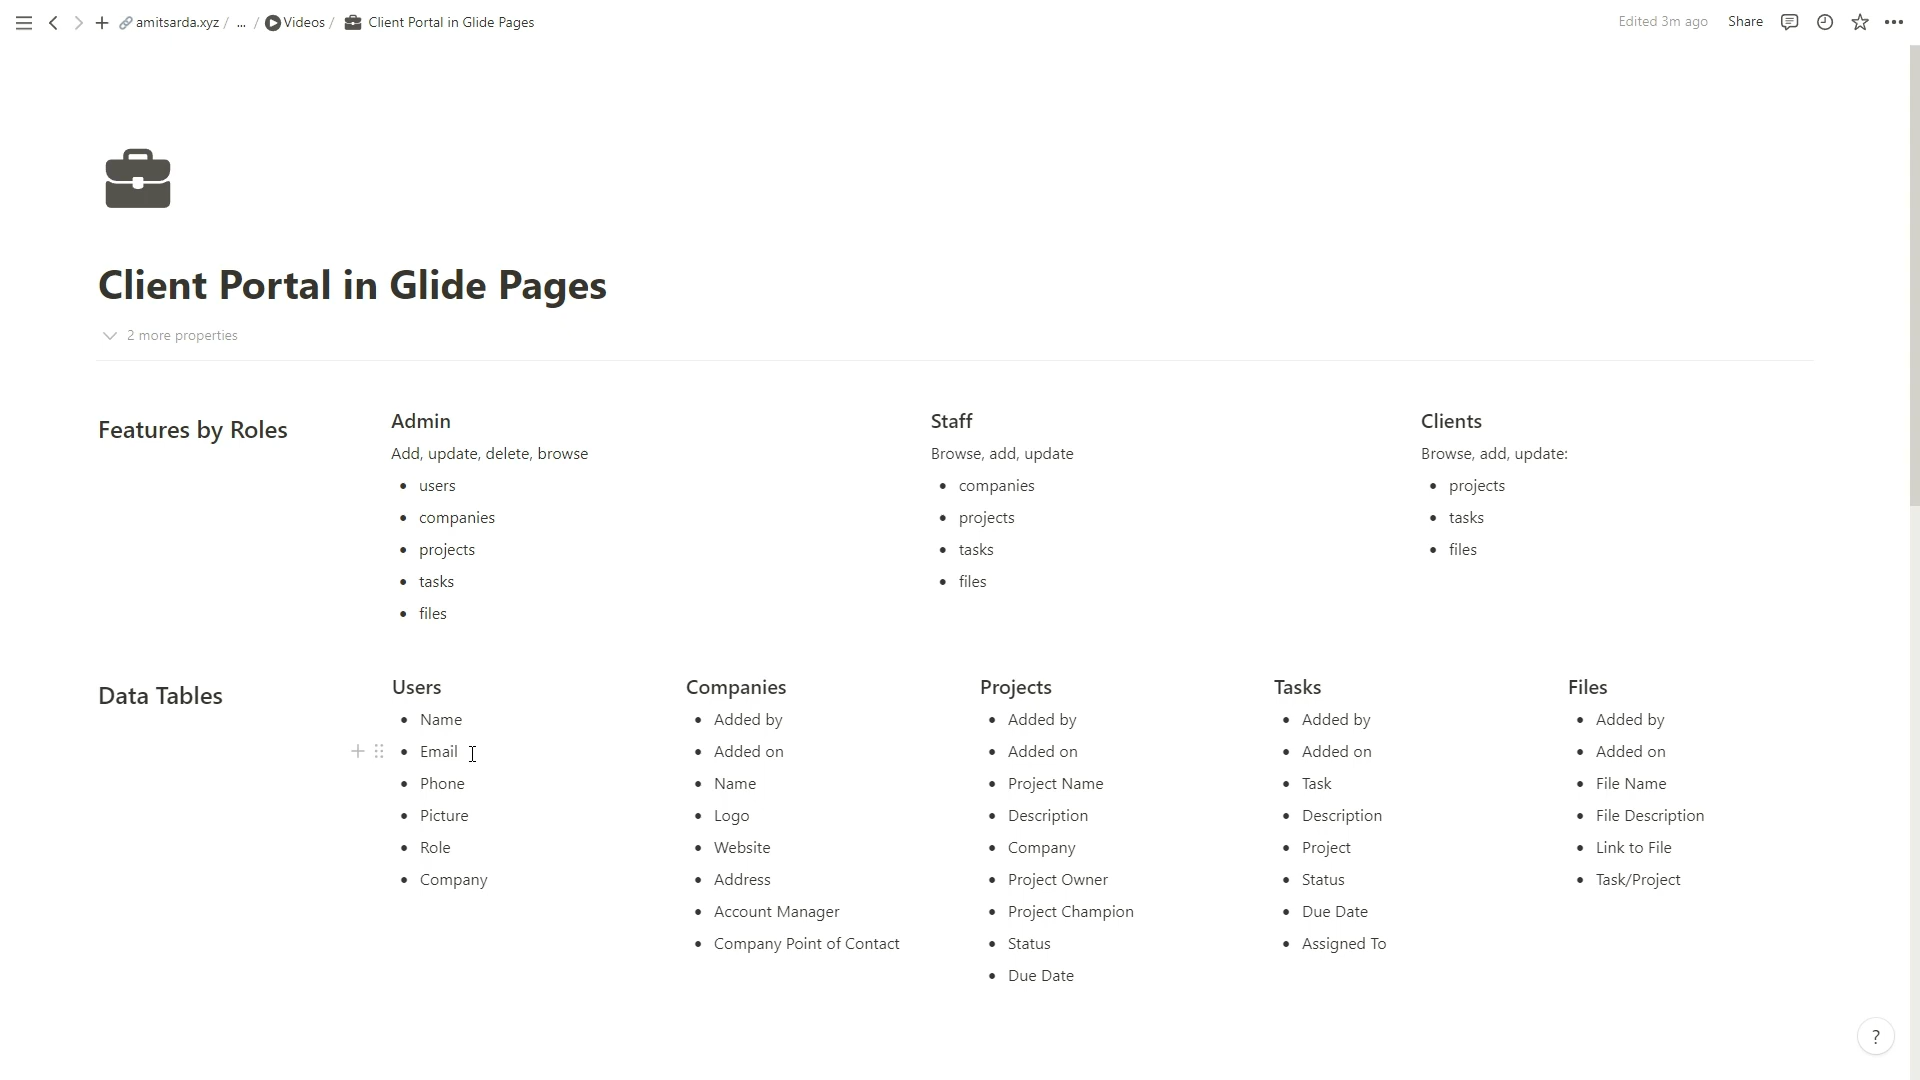 amitsarda.xyz / ... / Videos / Client Portal in Glide Pages
Edited 3m ago Share
Client Portal in Glide Pages
2 more properties
Features by Roles
Admin
Add, update, delete, browse
• users
• companies
• projects
• tasks
• files
Staff
Browse, add, update
• companies
• projects
• tasks
• files
Clients
Browse, add, update:
• projects
• tasks
• files
Data Tables
Users
• Name
• Email
• Phone
• Picture
• Role
• Company
Companies
• Added by
• Added on
• Name
• Logo
• Website
• Address
• Account Manager
• Company Point of Contact
Projects
• Added by
• Added on
• Project Name
• Description
• Company
• Project Owner
• Project Champion
• Status
• Due Date
Tasks
• Added by
• Added on
• Task
• Description
• Project
• Status
• Due Date
• Assigned To
Files
• Added by
• Added on
• File Name
• File Description
• Link to File
• Task/Project
?